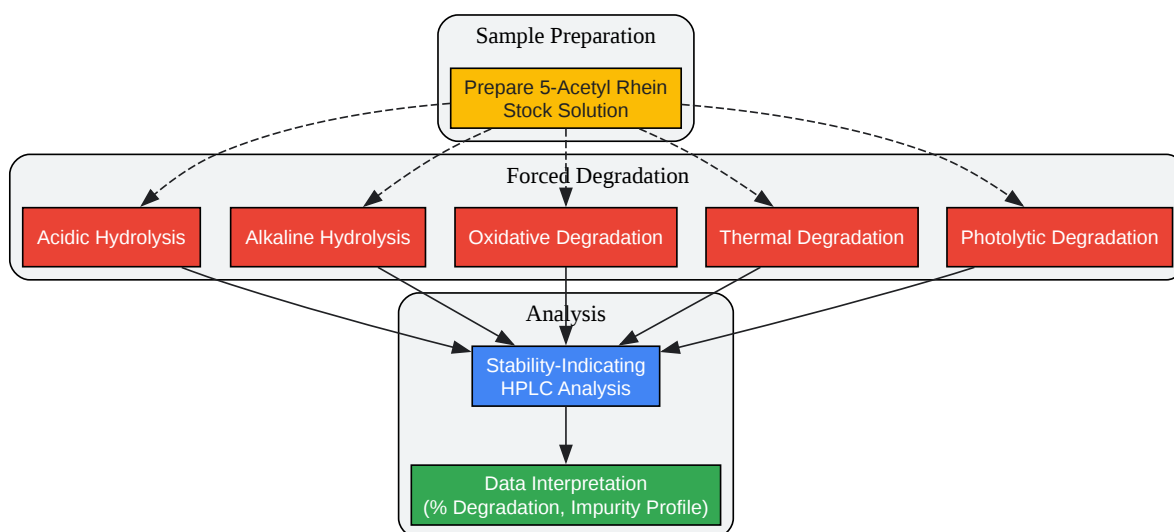 Sample Preparation
Prepare 5-Acetyl Rhein
Stock Solution
Forced Degradation
Acidic Hydrolysis
Alkaline Hydrolysis
Oxidative Degradation
Thermal Degradation
Photolytic Degradation
Analysis
Stability-Indicating
HPLC Analysis
Data Interpretation
(% Degradation, Impurity Profile)